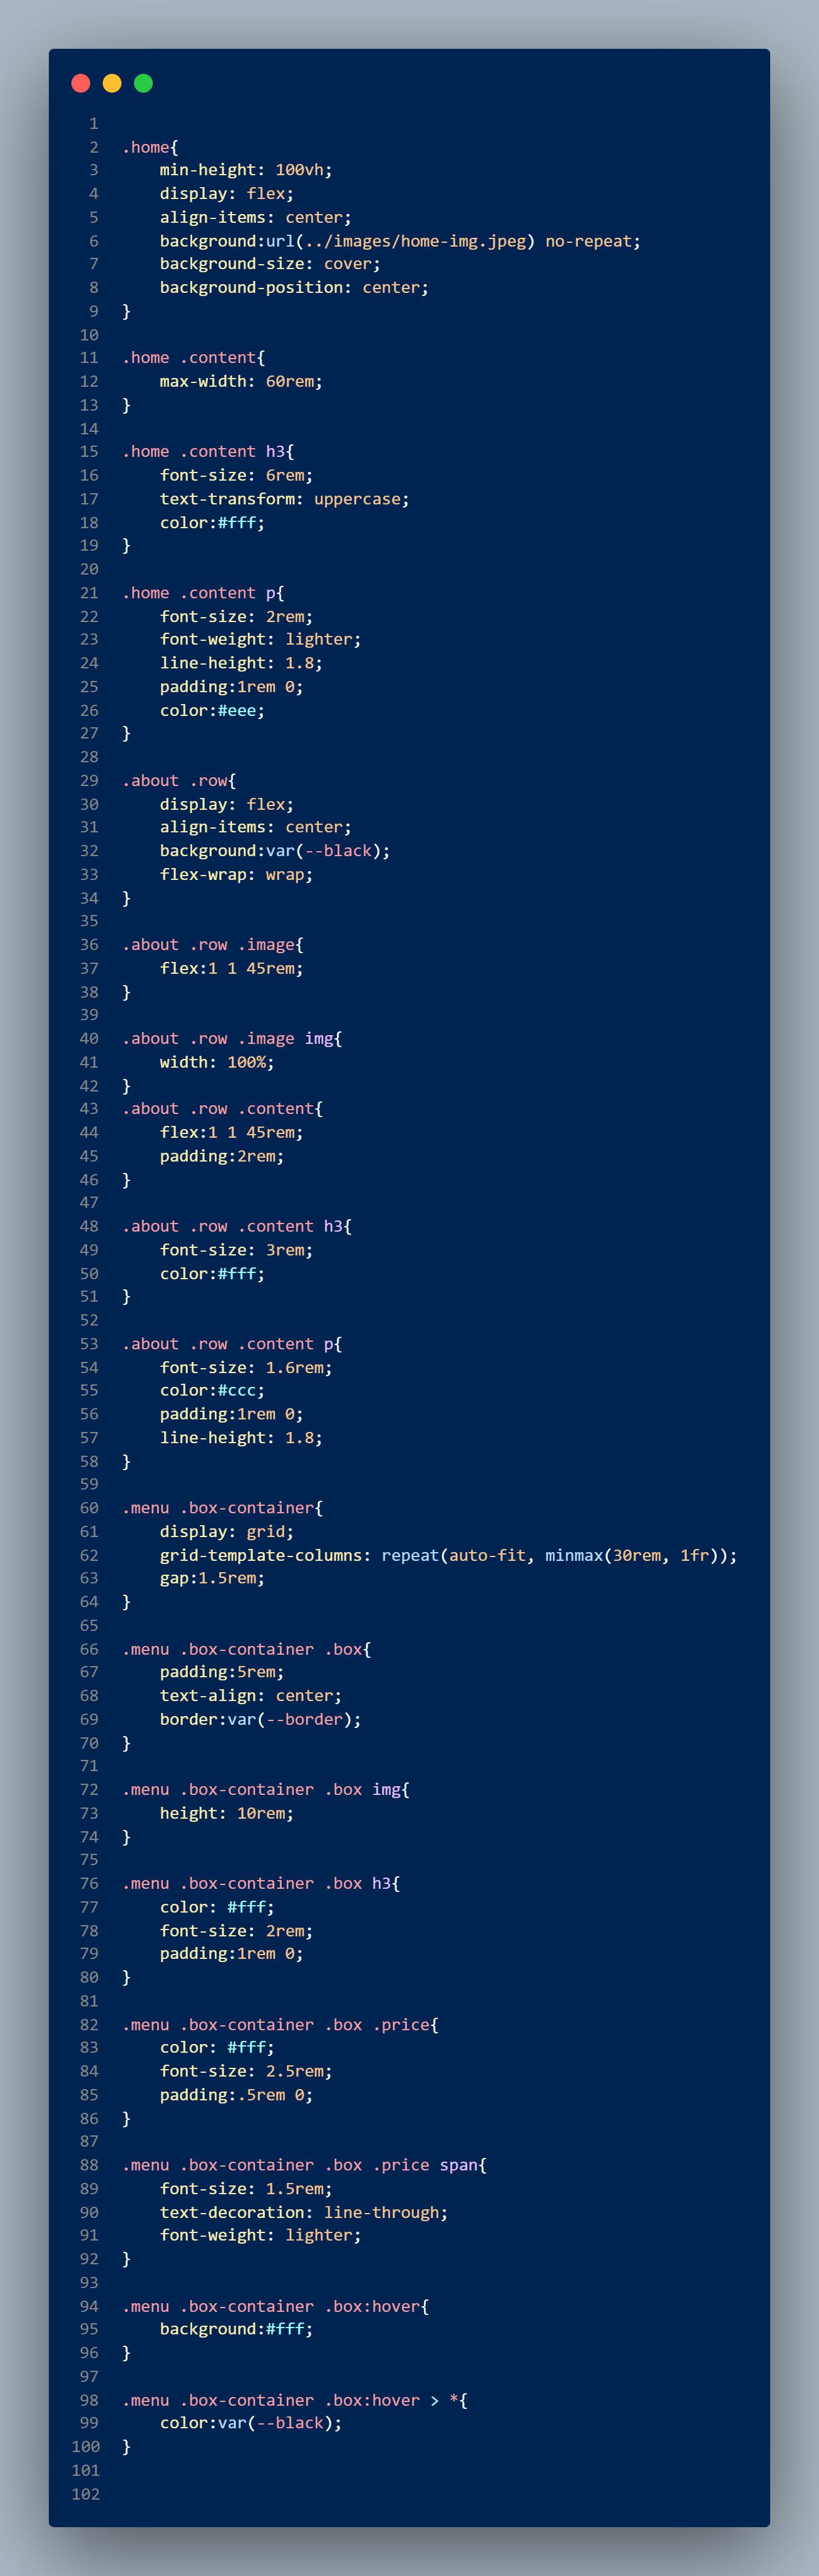 1
2 .home{
3     min-height: 100vh;
4     display: flex;
5     align-items: center;
6     background:url(../images/home-img.jpeg) no-repeat;
7     background-size: cover;
8     background-position: center;
9 }
10
11 .home .content{
12     max-width: 60rem;
13 }
14
15 .home .content h3{
16     font-size: 6rem;
17     text-transform: uppercase;
18     color:#fff;
19 }
20
21 .home .content p{
22     font-size: 2rem;
23     font-weight: lighter;
24     line-height: 1.8;
25     padding:1rem 0;
26     color:#eee;
27 }
28
29 .about .row{
30     display: flex;
31     align-items: center;
32     background:var(--black);
33     flex-wrap: wrap;
34 }
35
36 .about .row .image{
37     flex:1 1 45rem;
38 }
39
40 .about .row .image img{
41     width: 100%;
42 }
43 .about .row .content{
44     flex:1 1 45rem;
45     padding:2rem;
46 }
47
48 .about .row .content h3{
49     font-size: 3rem;
50     color:#fff;
51 }
52
53 .about .row .content p{
54     font-size: 1.6rem;
55     color:#ccc;
56     padding:1rem 0;
57     line-height: 1.8;
58 }
59
60 .menu .box-container{
61     display: grid;
62     grid-template-columns: repeat(auto-fit, minmax(30rem, 1fr));
63     gap:1.5rem;
64 }
65
66 .menu .box-container .box{
67     padding:5rem;
68     text-align: center;
69     border:var(--border);
70 }
71
72 .menu .box-container .box img{
73     height: 10rem;
74 }
75
76 .menu .box-container .box h3{
77     color: #fff;
78     font-size: 2rem;
79     padding:1rem 0;
80 }
81
82 .menu .box-container .box .price{
83     color: #fff;
84     font-size: 2.5rem;
85     padding:.5rem 0;
86 }
87
88 .menu .box-container .box .price span{
89     font-size: 1.5rem;
90     text-decoration: line-through;
91     font-weight: lighter;
92 }
93
94 .menu .box-container .box:hover{
95     background:#fff;
96 }
97
98 .menu .box-container .box:hover > *{
99     color:var(--black);
100 }
101
102